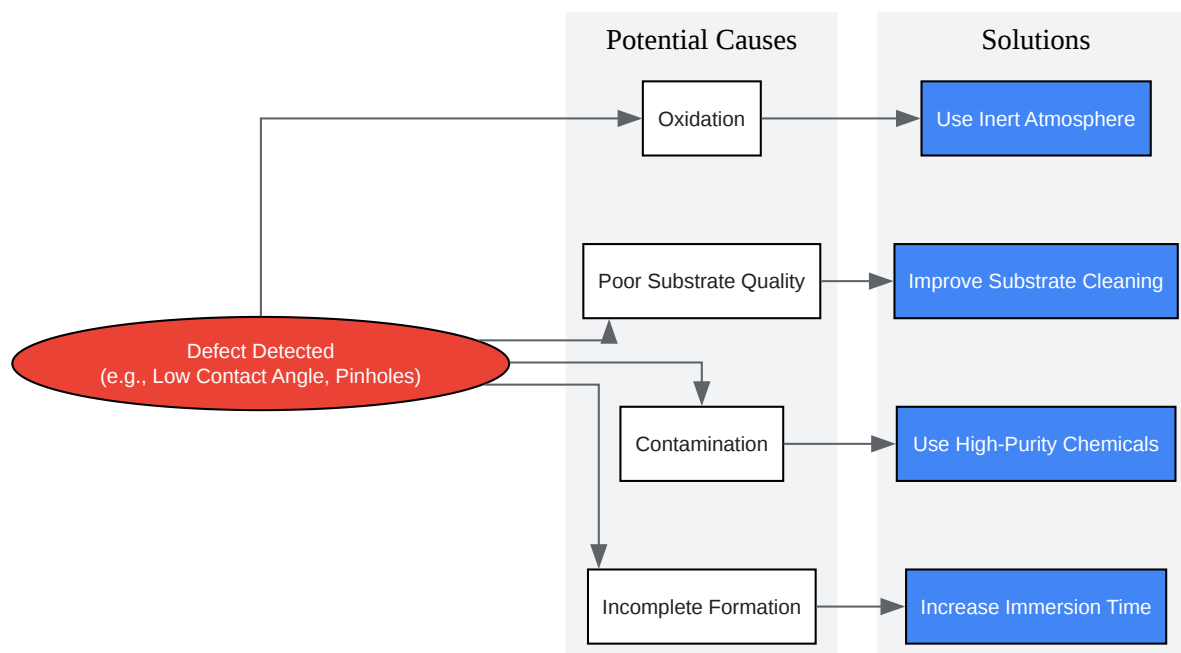 Potential Causes
Solutions
Oxidation
Use Inert Atmosphere
Poor Substrate Quality
Improve Substrate Cleaning
Defect Detected
(e.g., Low Contact Angle, Pinholes)
Contamination
Use High-Purity Chemicals
Incomplete Formation
Increase Immersion Time